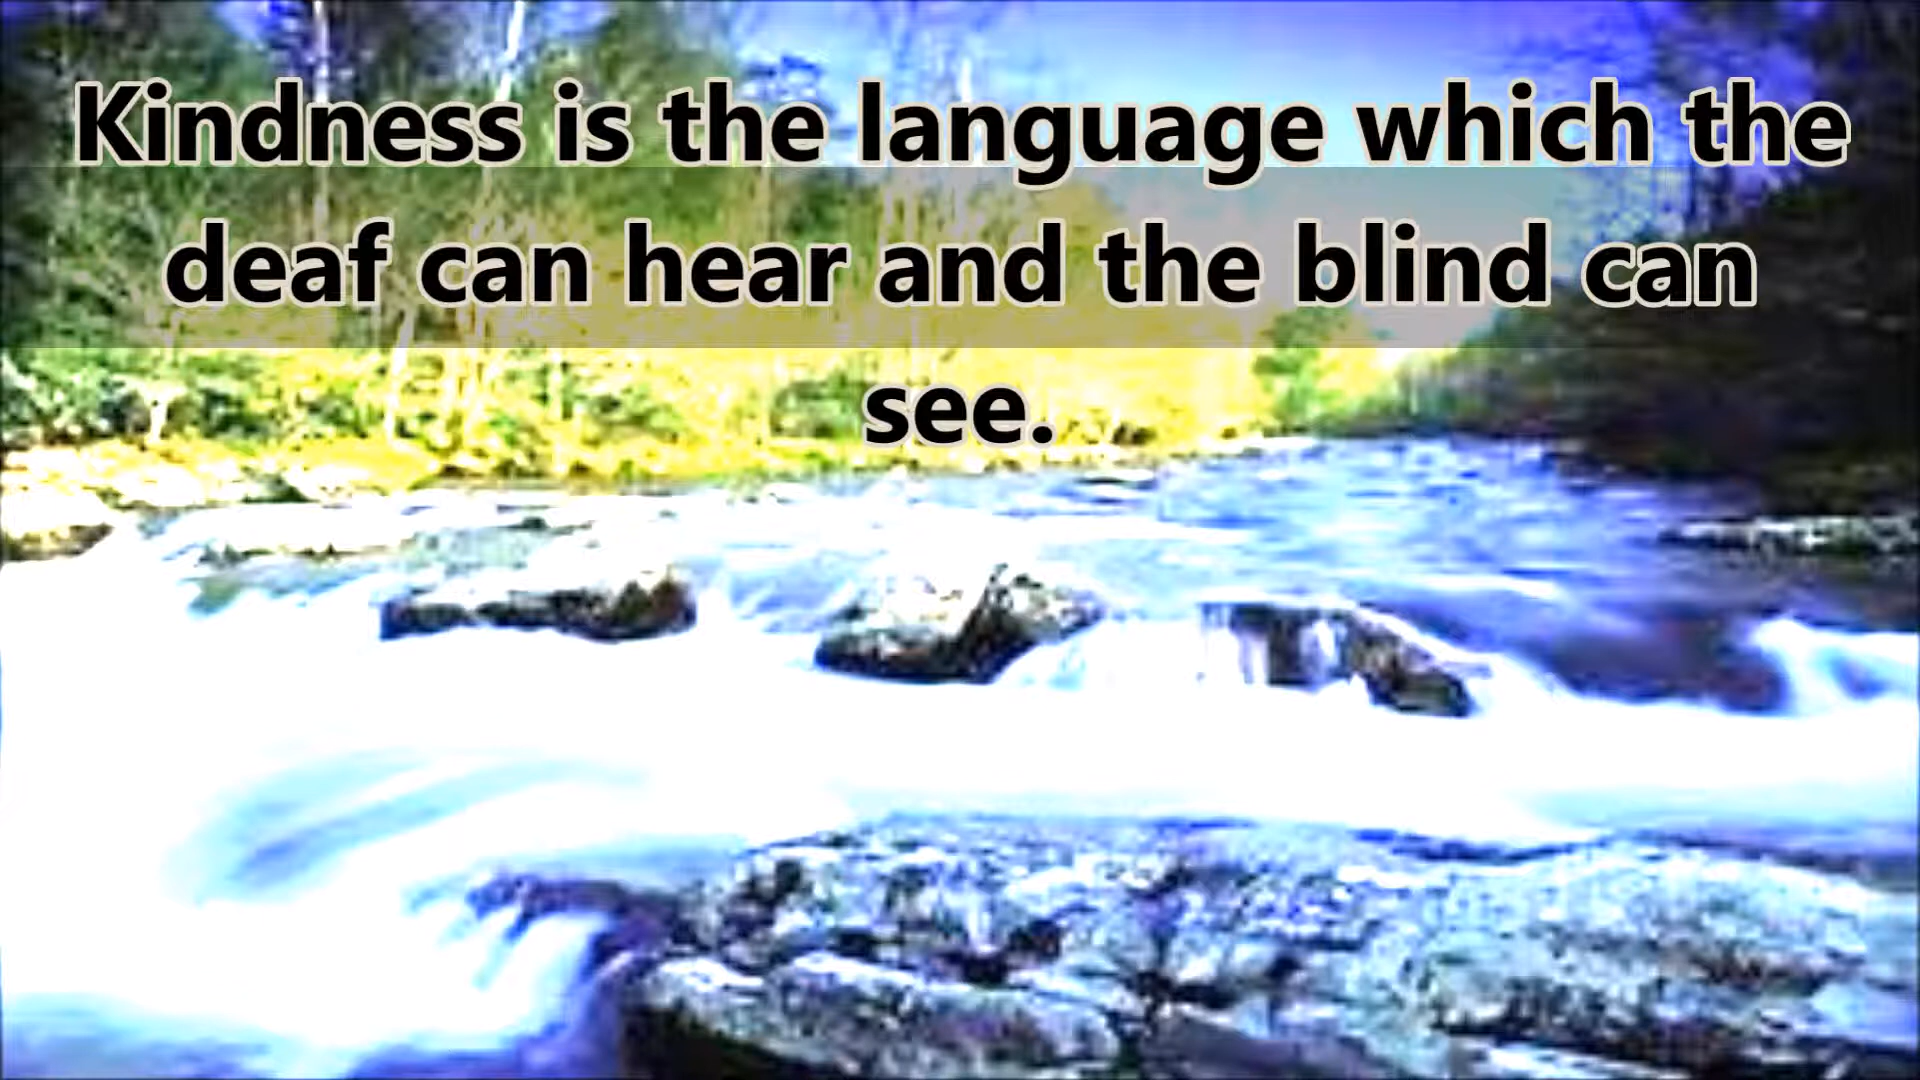 Kindness is the language which the
deaf can hear and the blind can
see.